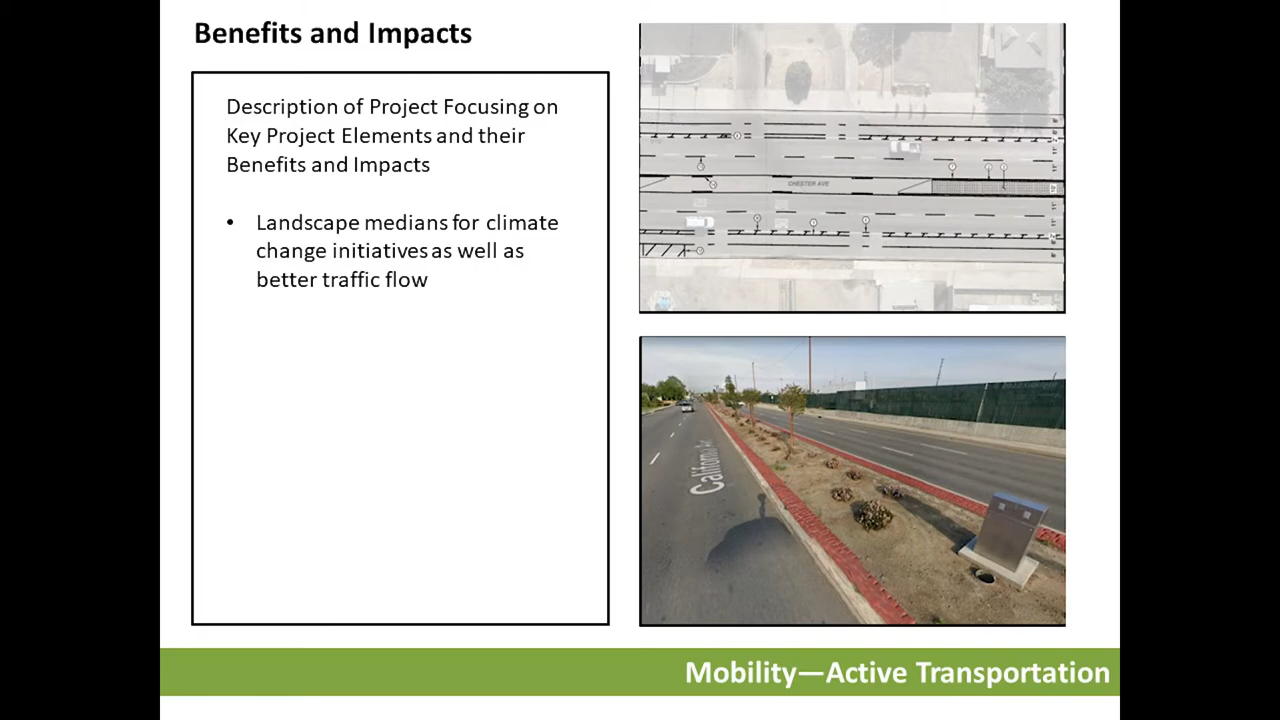 Benefits and Impacts
Description of Project Focusing on
Key Project Elements and their
Benefits and Impacts
• Landscape medians for climate
change initiatives as well as
better traffic flow
CHESTER AVE
California
Mobility—Active Transportation